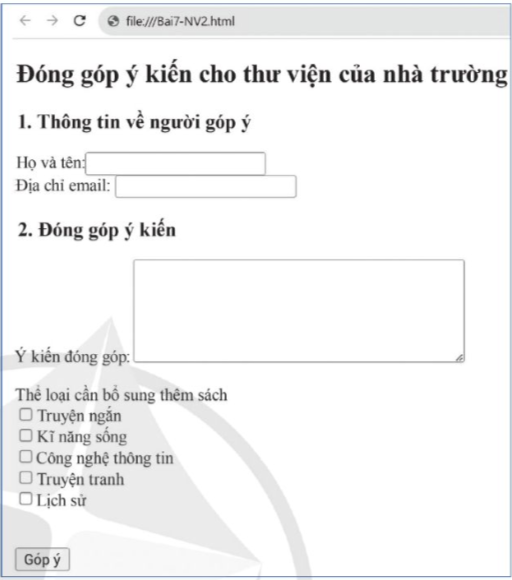 file:///Bai7-NV2.html
Đóng góp ý kiến cho thư viện của nhà trường
1. Thông tin về người góp ý
Họ và tên:
Địa chỉ email:
2. Đóng góp ý kiến
Ý kiến đóng góp:
Thể loại cần bổ sung thêm sách
Truyện ngắn
Kĩ năng sống
Công nghệ thông tin
Truyện tranh
Lịch sử
Góp ý